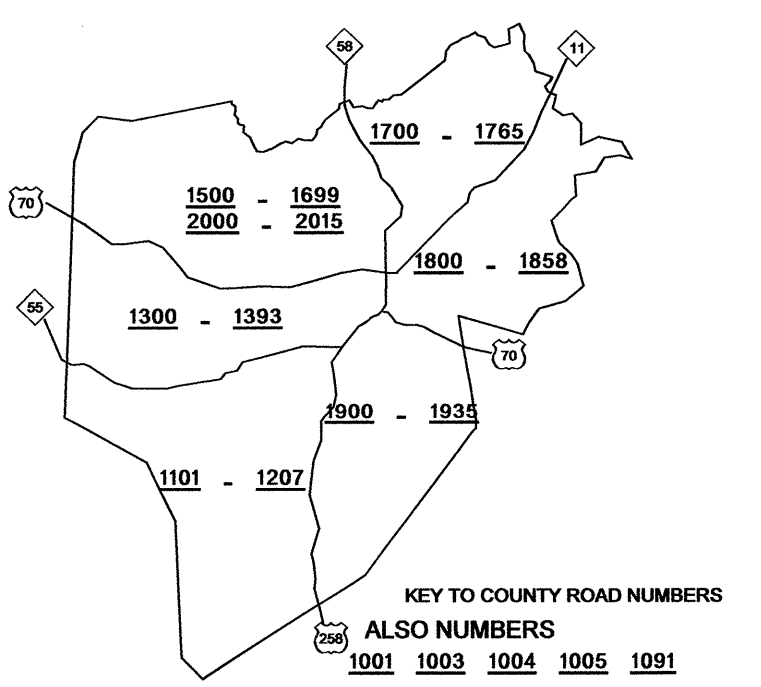 58
11
1700 - 1765
1500 - 1699
2000 - 2015
70
1800 - 1858
55
1300 - 1393
70
1900 - 1935
1101 - 1207
KEY TO COUNTY ROAD NUMBERS
258
ALSO NUMBERS
1001 1003 1004 1005 1091